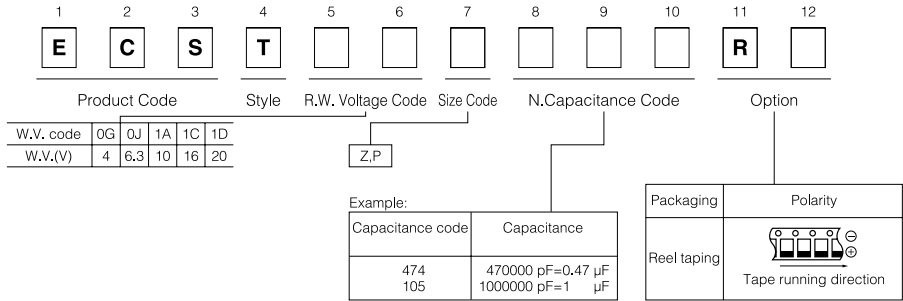 1 2 3 4 5 6 7 8 9 10 11 12
E C S T R
Product Code Style R.W. Voltage Code Size Code N.Capacitance Code Option
W.V. code 0G 0J 1A 1C 1D
W.V.(V) 4 6.3 10 16 20
Z,P
Example:
Capacitance code Capacitance
474 470000 pF=0.47 µF
105 1000000 pF=1 µF
Packaging Polarity
Reel taping ⊖
⊕
Tape running direction